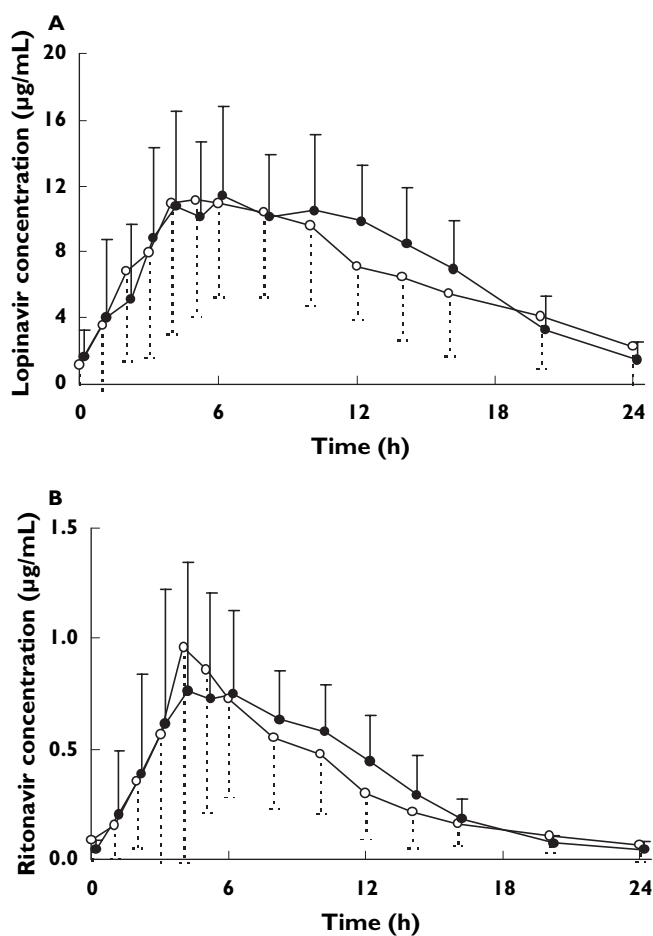 A
Lopinavir concentration (µg/mL)
20
16
12
8
4
0
0 6 12 18 24
Time (h)
B
Ritonavir concentration (µg/mL)
1.5
1.0
0.5
0.0
0 6 12 18 24
Time (h)